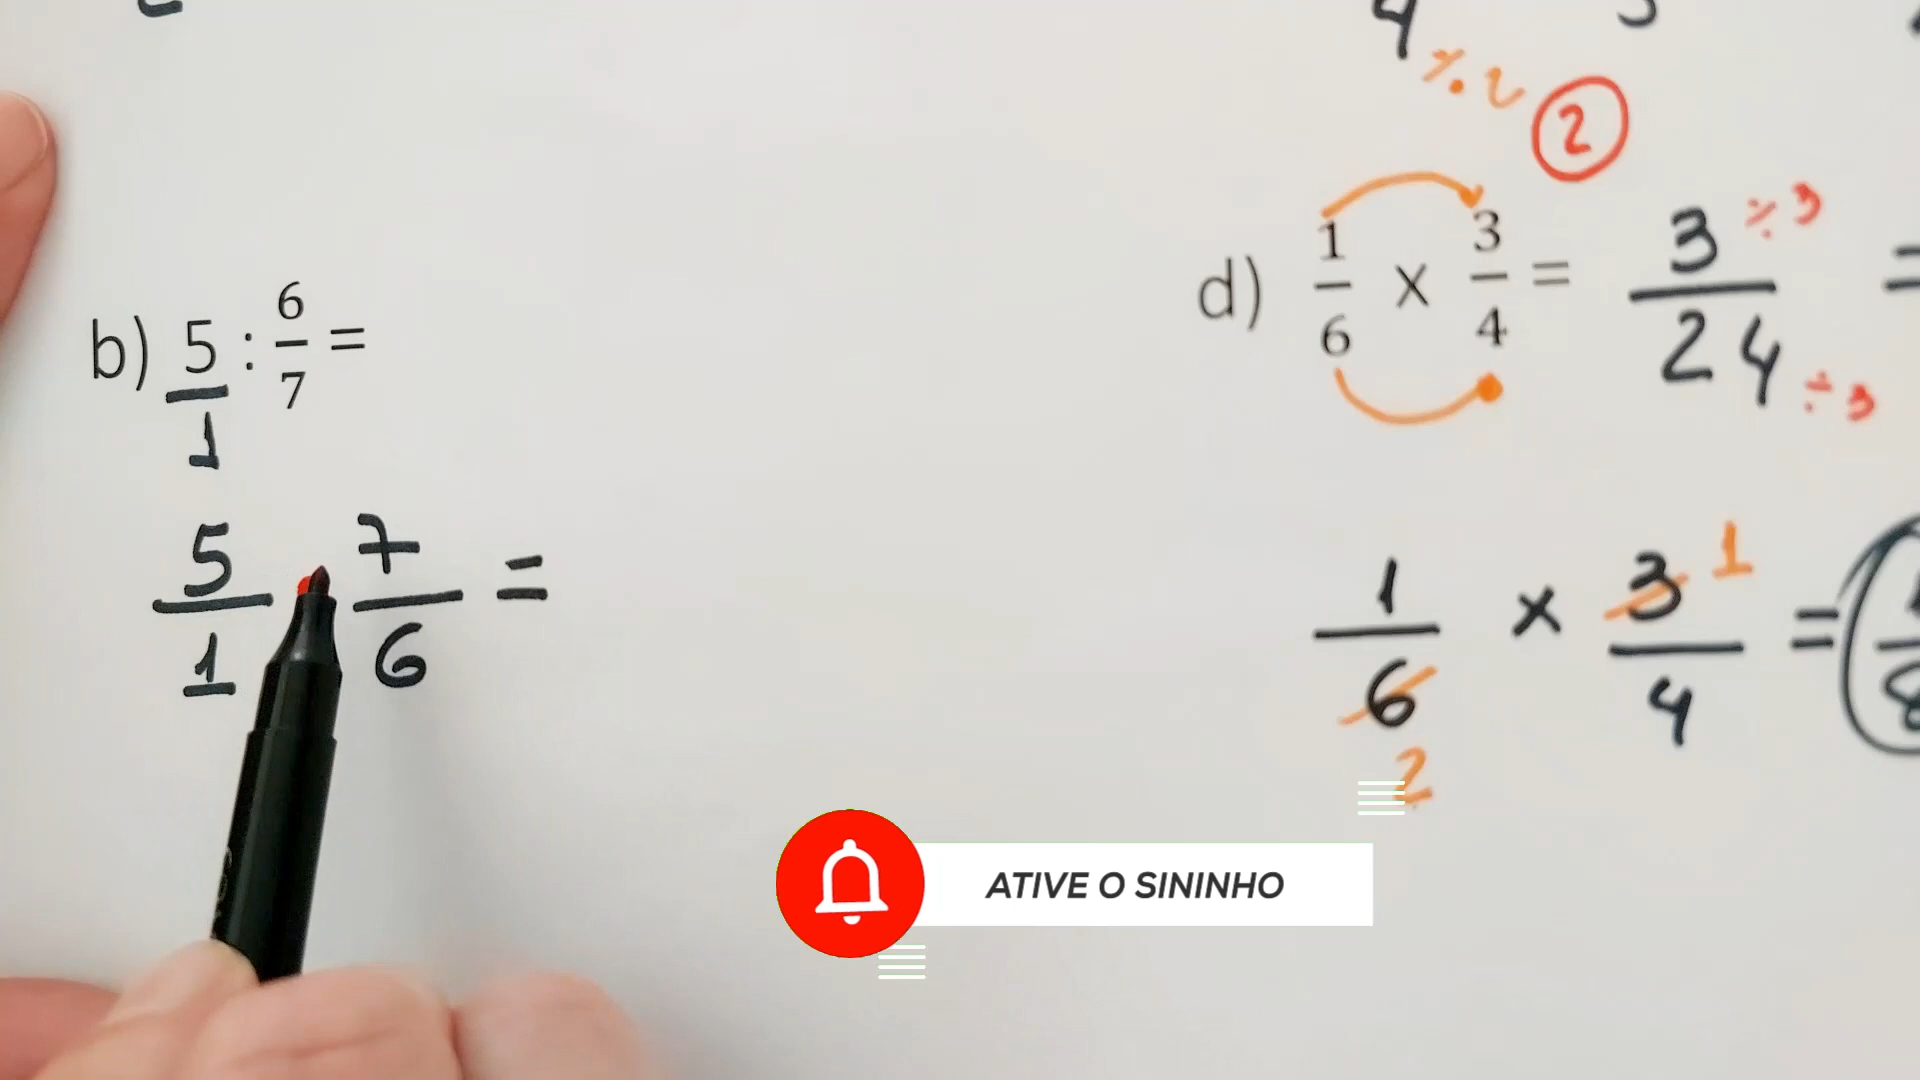 4 ÷ 2
2
b) 5/1 : 6/7 =
5/1 7/6 =
d) 1/6 x 3/4 = 3 ÷3 / 24 ÷3 =
1/6 2 x 3/4 1 =
ATIVE O SININHO